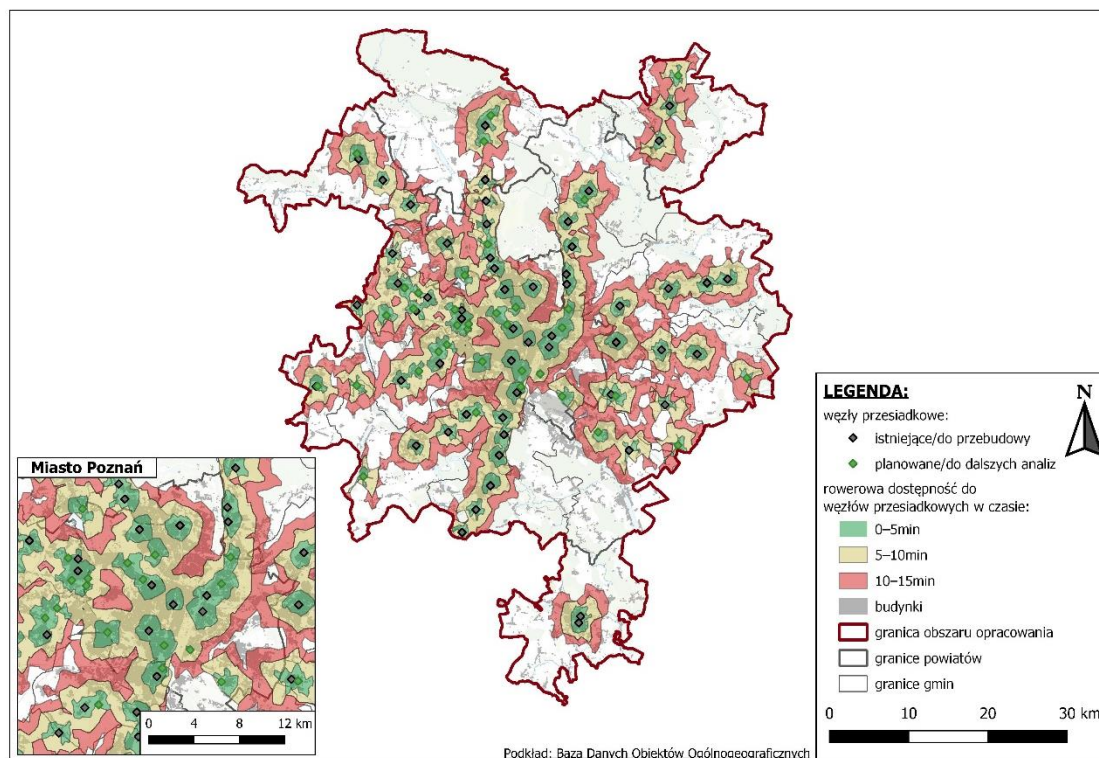 Miasto Poznań
0 4 8 12 km
LEGENDA:
N
węzły przesiadkowe:
istniejące/do przebudowy
planowane/do dalszych analiz
rowerowa dostępność do
węzłów przesiadkowych w czasie:
0–5min
5–10min
10–15min
budynki
granica obszaru opracowania
granice powiatów
granice gmin
0 10 20 30 km
Podkład: Baza Danych Obiektów Ogólnogeograficznych